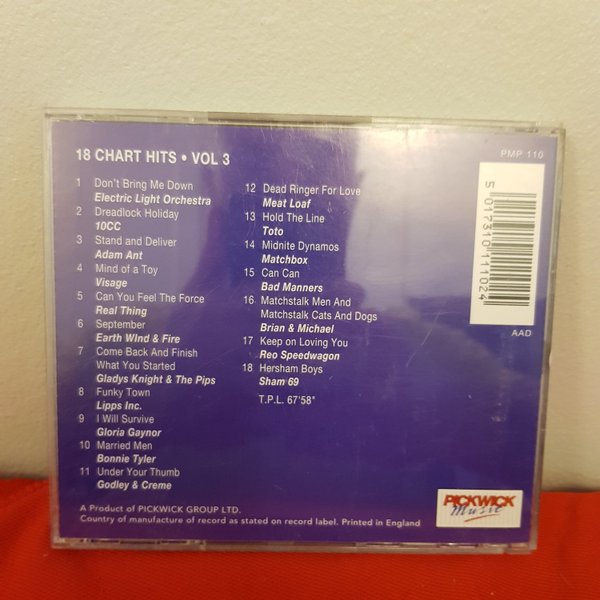 18 CHART HITS • VOL 3
1 Don't Bring Me Down
Electric Light Orchestra
2 Dreadlock Holiday
10CC
3 Stand and Deliver
Adam Ant
4 Mind of a Toy
Visage
5 Can You Feel The Force
Real Thing
6 September
Earth WInd & Fire
7 Come Back And Finish
What You Started
Gladys Knight & The Pips
8 Funky Town
Lipps Inc.
9 I Will Survive
Gloria Gaynor
10 Married Men
Bonnie Tyler
11 Under Your Thumb
Godley & Creme
12 Dead Ringer For Love
Meat Loaf
13 Hold The Line
Toto
14 Midnite Dynamos
Matchbox
15 Can Can
Bad Manners
16 Matchstalk Men And
Matchstalk Cats And Dogs
Brian & Michael
17 Keep on Loving You
Reo Speedwagon
18 Hersham Boys
Sham 69
T.P.L. 67'58"
PMP 110
5 017310 111024
AAD
A Product of PICKWICK GROUP LTD.
Country of manufacture of record as stated on record label. Printed in England
PICKWICK
Music